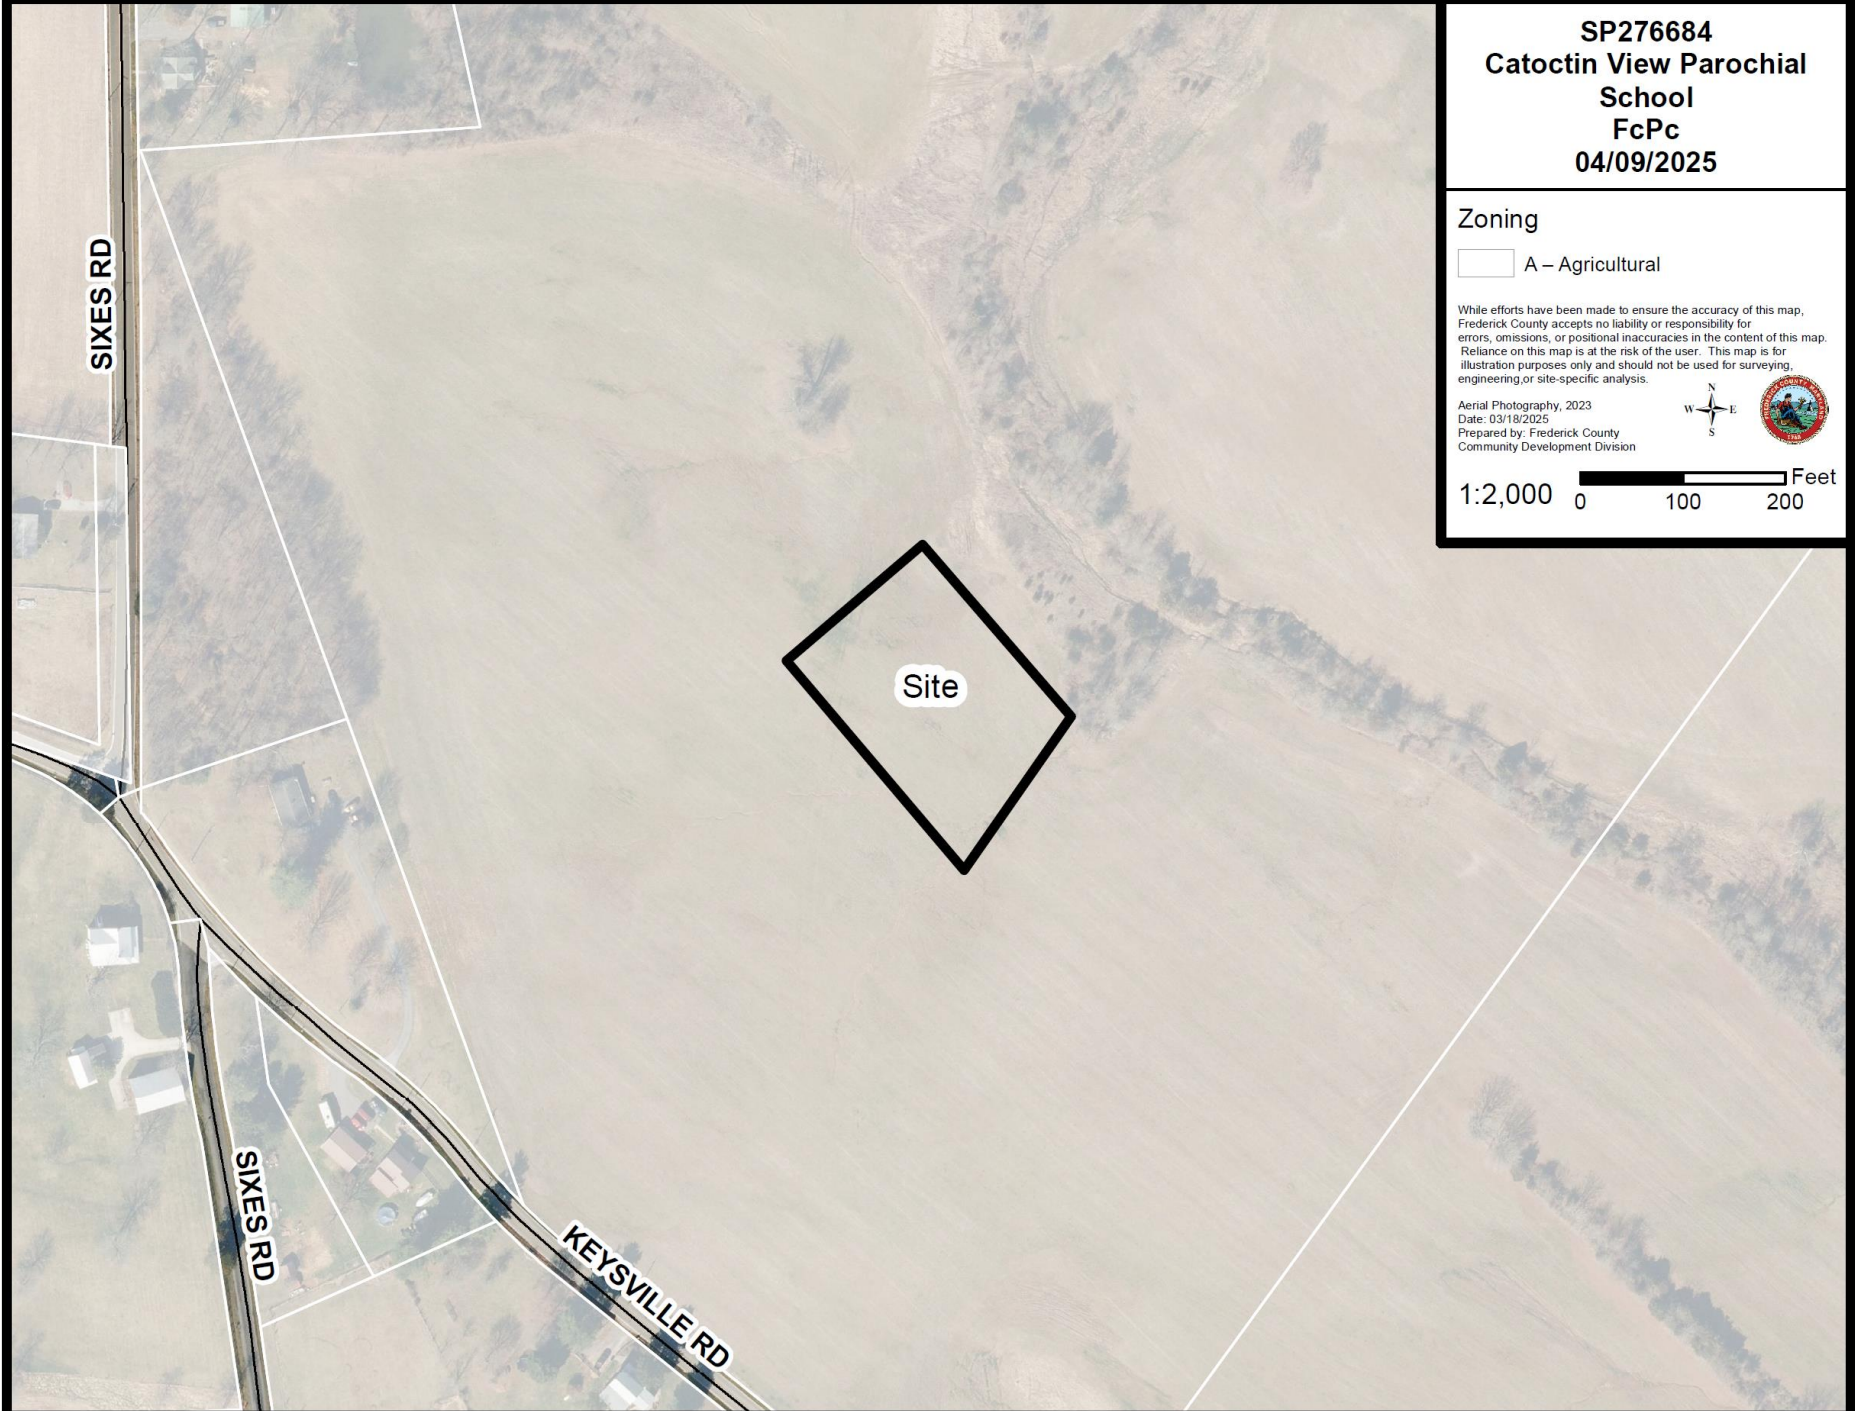 SP276684
Catoctin View Parochial
School
FcPc
04/09/2025
Zoning
A – Agricultural
While efforts have been made to ensure the accuracy of this map,
Frederick County accepts no liability or responsibility for
errors, omissions, or positional inaccuracies in the content of this map.
Reliance on this map is at the risk of the user. This map is for
illustration purposes only and should not be used for surveying,
engineering,or site-specific analysis.
Aerial Photography, 2023
Date: 03/18/2025
Prepared by: Frederick County
Community Development Division
N
W E
S
FREDERICK COUNTY MARYLAND
1748
1:2,000
Feet
0 100 200
SIXES RD
Site
SIXES RD
KEYSVILLE RD